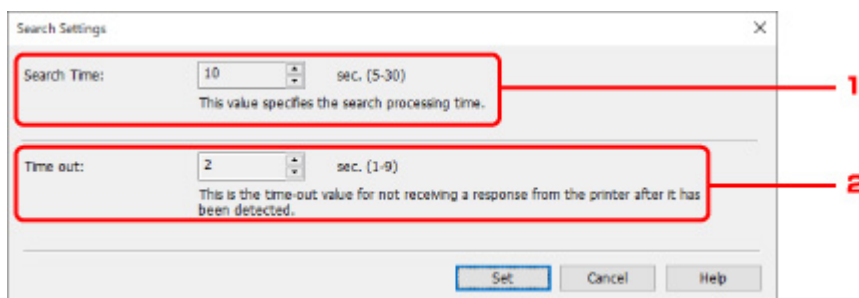 Search Settings
Search Time: 10 sec. (5-30)
This value specifies the search processing time.
1
Time out: 2 sec. (1-9)
This is the time-out value for not receiving a response from the printer after it has
been detected.
2
Set Cancel Help